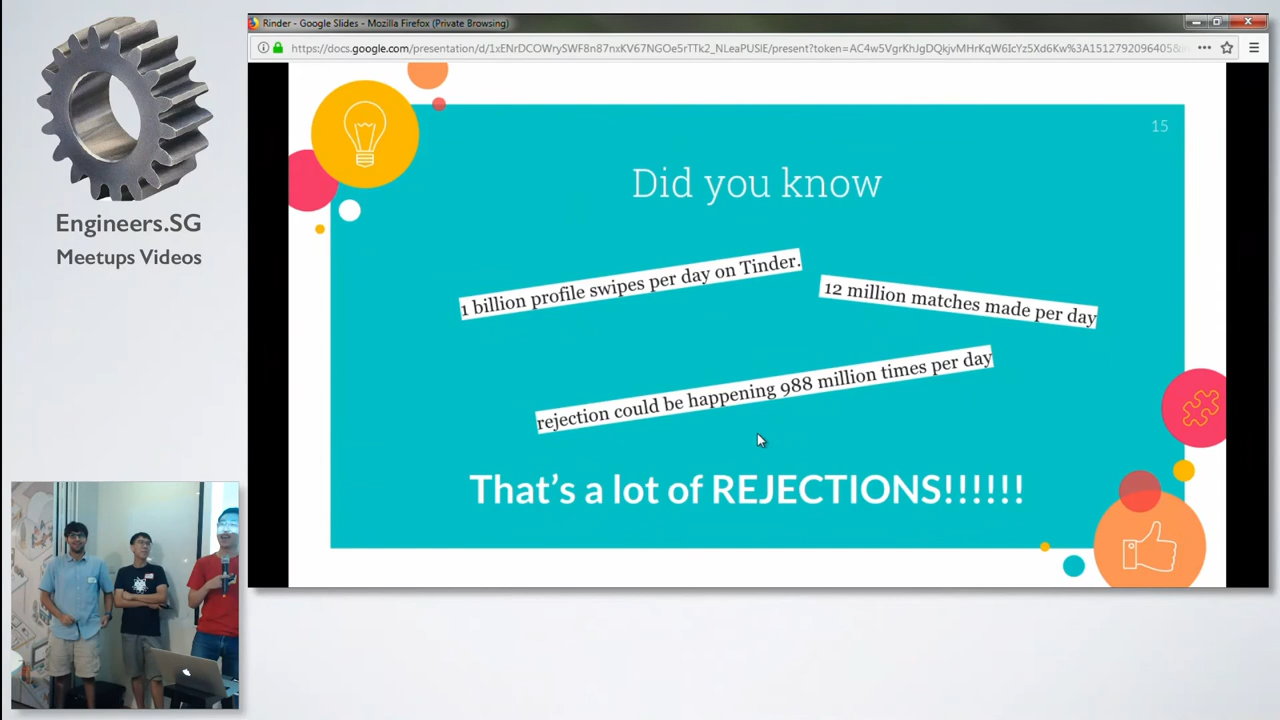 Rinder - Google Slides - Mozilla Firefox (Private Browsing)
https://docs.google.com/presentation/d/1xENrDCOWrySWF8n87nxKV67NGOe5rTTk2_NLeaPUSIE/present?token=AC4w5VgrKhJgDQkjvMHrKqW6IcYz5Xd6Kw%3A1512792096405&
15
Did you know
1 billion profile swipes per day on Tinder.
12 million matches made per day
rejection could be happening 988 million times per day
That's a lot of REJECTIONS!!!!!!
Engineers.SG
Meetups Videos